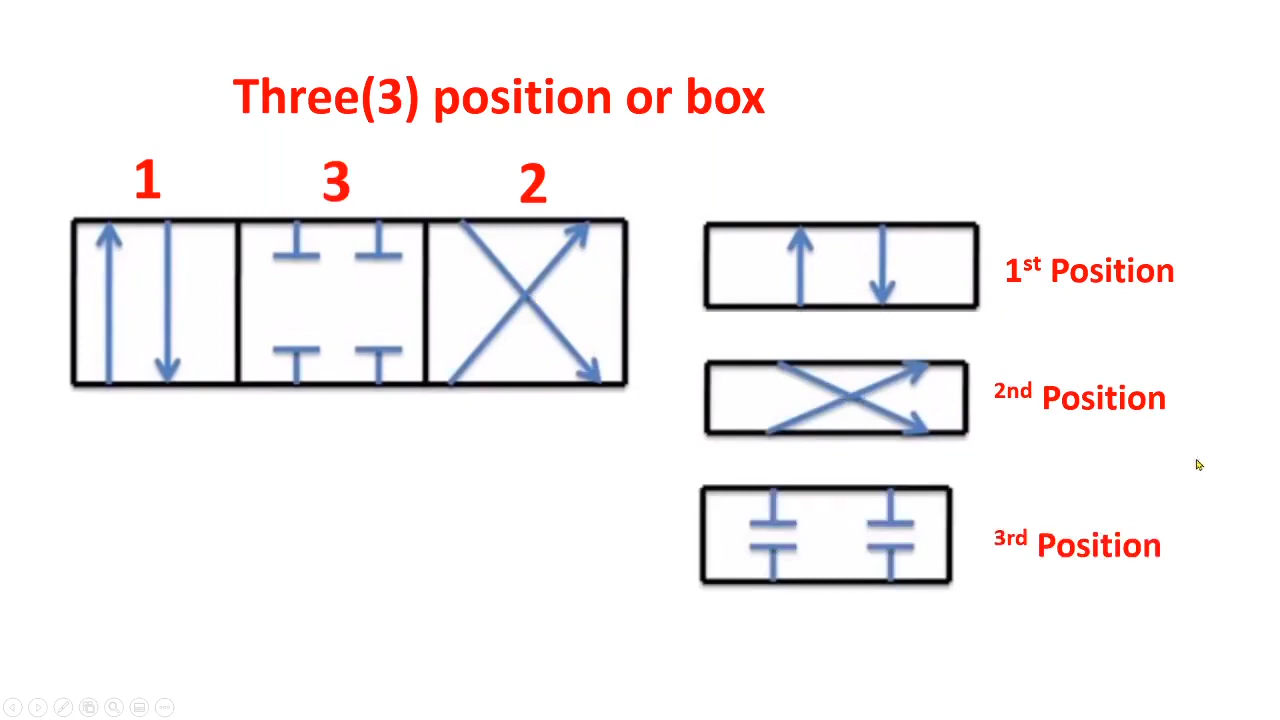 Three(3) position or box
1 3 2
1st Position
2nd Position
3rd Position